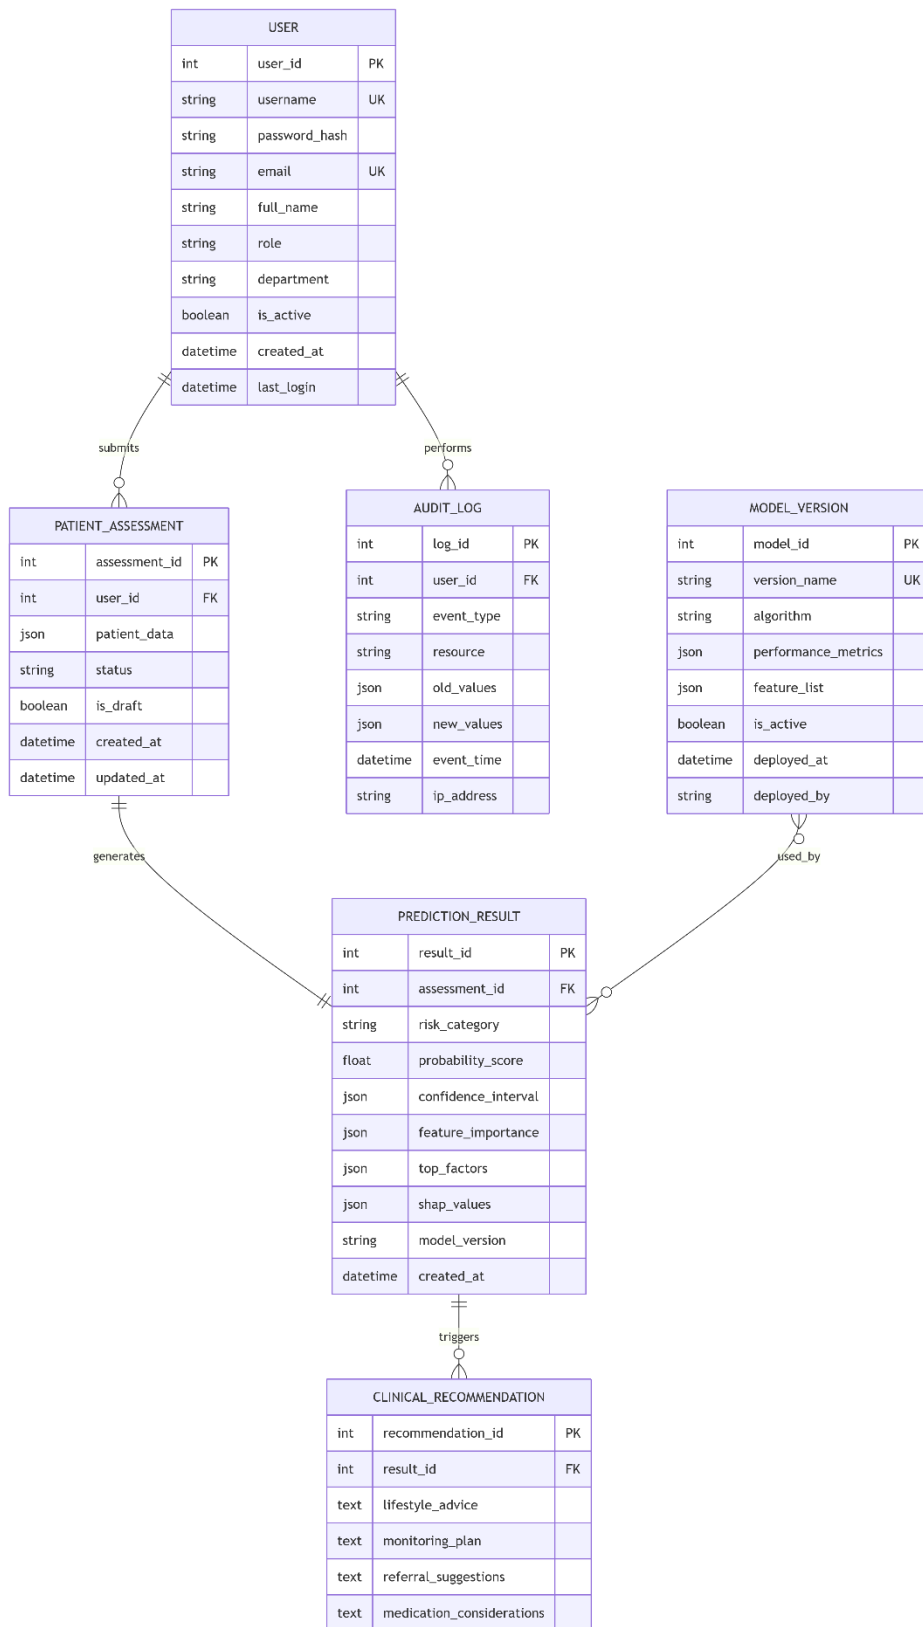 USER
int user_id PK
string username UK
string password_hash
string email UK
string full_name
string role
string department
boolean is_active
datetime created_at
datetime last_login
submits
performs
PATIENT_ASSESSMENT
int assessment_id PK
int user_id FK
json patient_data
string status
boolean is_draft
datetime created_at
datetime updated_at
AUDIT_LOG
int log_id PK
int user_id FK
string event_type
string resource
json old_values
json new_values
datetime event_time
string ip_address
MODEL_VERSION
int model_id PK
string version_name UK
string algorithm
json performance_metrics
json feature_list
boolean is_active
datetime deployed_at
string deployed_by
generates
used_by
PREDICTION_RESULT
int result_id PK
int assessment_id FK
string risk_category
float probability_score
json confidence_interval
json feature_importance
json top_factors
json shap_values
string model_version
datetime created_at
triggers
CLINICAL_RECOMMENDATION
int recommendation_id PK
int result_id FK
text lifestyle_advice
text monitoring_plan
text referral_suggestions
text medication_considerations